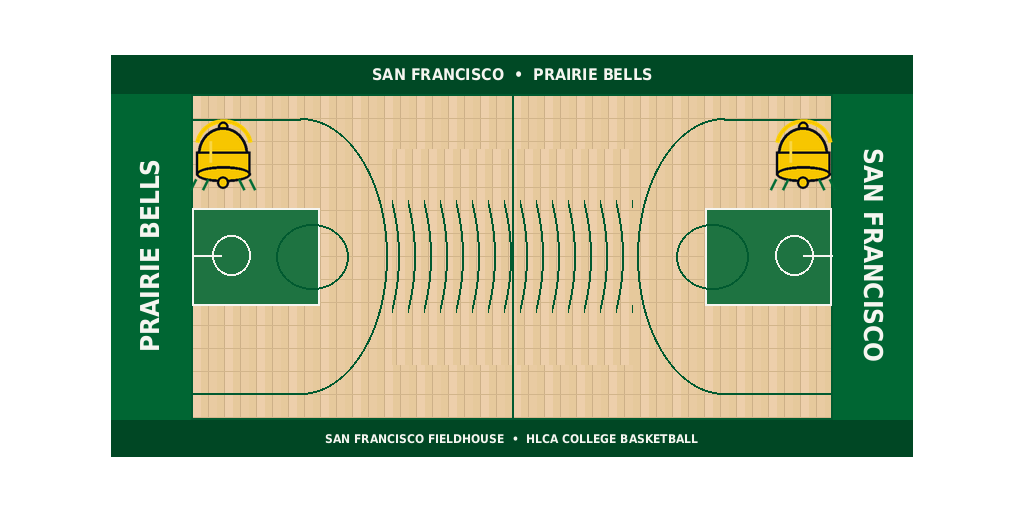 SAN FRANCISCO • PRAIRIE BELLS
PRAIRIE BELLS
SAN FRANCISCO
SAN FRANCISCO FIELDHOUSE • HLCA COLLEGE BASKETBALL